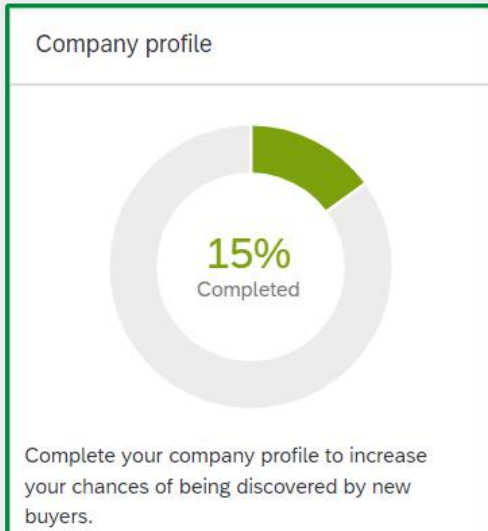 Company profile
15%
Completed
Complete your company profile to increase
your chances of being discovered by new
buyers.